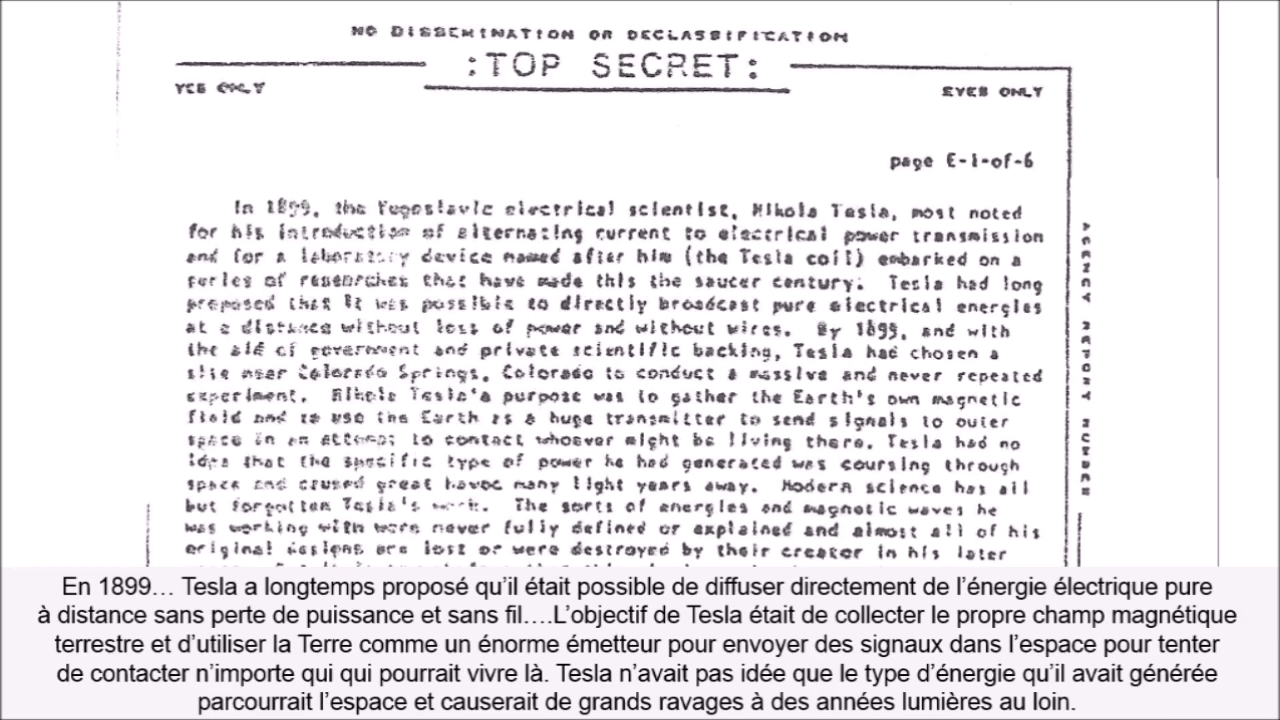 NO DISSEMINATION OR DECLASSIFICATION
:TOP SECRET:
YES ONLY
EYES ONLY
page E-1-of-6
In 1899, the Yugoslavic electrical scientist, Nikola Tesla, most noted
for his introduction of alternating current to electrical power transmission
and for a laboratory device named after him (the Tesla coil) embarked on a
series of researches that have made this the saucer century. Tesla had long
proposed that it was possible to directly broadcast pure electrical energies
at a distance without loss of power and without wires. By 1899, and with
the aid of government and private scientific backing, Tesla had chosen a
site near Colorado Springs, Colorado to conduct a massive and never repeated
experiment. Nikola Tesla's purpose was to gather the Earth's own magnetic
field and to use the Earth as a huge transmitter to send signals to outer
space in an attempt to contact whoever might be living there. Tesla had no
idea that the specific type of power he had generated was coursing through
space and caused great havoc many light years away. Modern science has all
but forgotten Tesla's work. The sorts of energies and magnetic waves he
was working with were never fully defined or explained and almost all of his
original designs are lost or were destroyed by their creator in his later
En 1899… Tesla a longtemps proposé qu'il était possible de diffuser directement de l'énergie électrique pure
à distance sans perte de puissance et sans fil….L'objectif de Tesla était de collecter le propre champ magnétique
terrestre et d'utiliser la Terre comme un énorme émetteur pour envoyer des signaux dans l'espace pour tenter
de contacter n'importe qui qui pourrait vivre là. Tesla n'avait pas idée que le type d'énergie qu'il avait générée
parcourrait l'espace et causerait de grands ravages à des années lumières au loin.